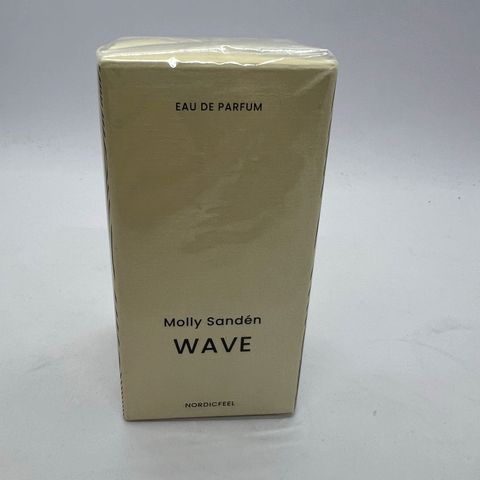 EAU DE PARFUM
Molly Sandén
WAVE
NORDICFEEL